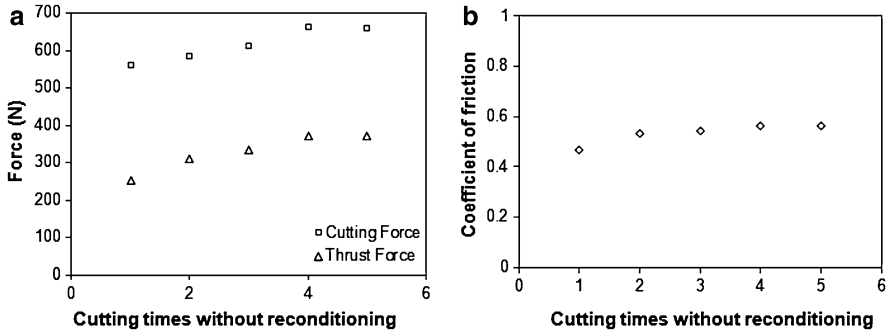 a
700
600
500
400
300
200
100
0
Force (N)
0 2 4 6
Cutting Force
Thrust Force
Cutting times without reconditioning
b
1
0.8
0.6
0.4
0.2
0
Coefficient of friction
0 1 2 3 4 5 6
Cutting times without reconditioning